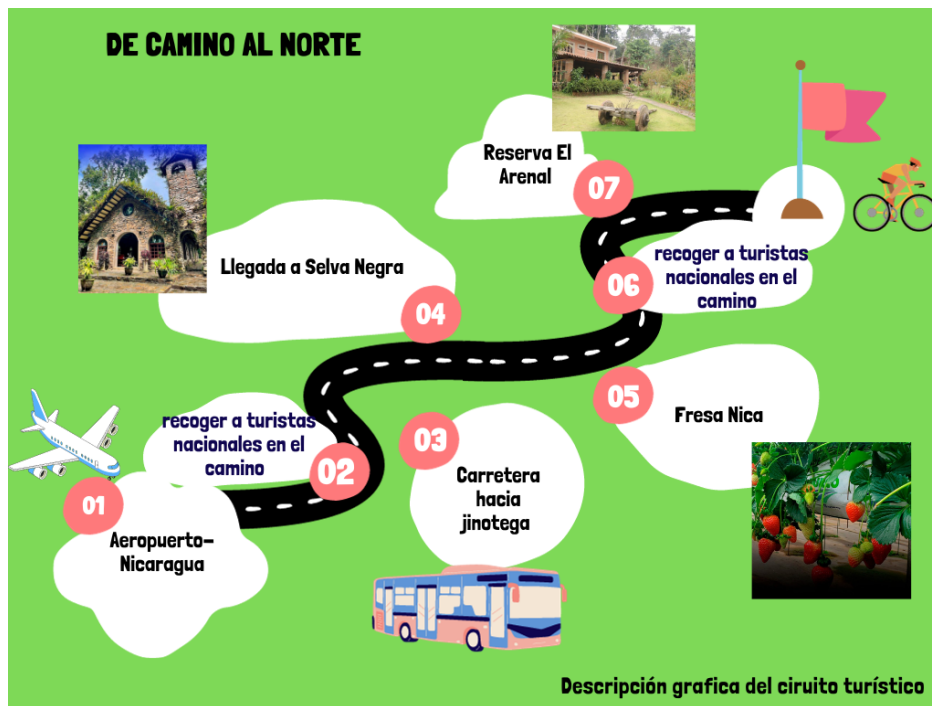 DE CAMINO AL NORTE
01
Aeropuerto-
Nicaragua
02
recoger a turistas
nacionales en el
camino
03
Carretera
hacia
jinotega
04
Llegada a Selva Negra
05
Fresa Nica
06
recoger a turistas
nacionales en el
camino
07
Reserva El
Arenal
Descripción grafica del ciruito turístico